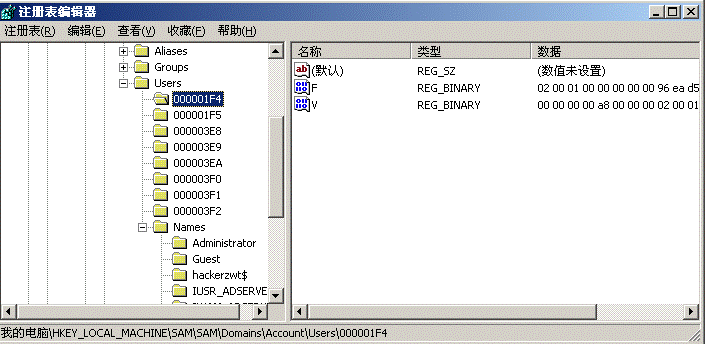 注册表编辑器
注册表(R) 编辑(E) 查看(V) 收藏(F) 帮助(H)
Aliases
Groups
Users
000001F4
000001F5
000003E8
000003E9
000003EA
000003F0
000003F1
000003F2
Names
Administrator
Guest
hackerzwt$
IUSR_ADSERVE
名称 类型 数据
(默认) REG_SZ (数值未设置)
F REG_BINARY 02 00 01 00 00 00 00 00 96 ea d5
V REG_BINARY 00 00 00 00 a8 00 00 00 02 00 01
我的电脑\HKEY_LOCAL_MACHINE\SAM\SAM\Domains\Account\Users\000001F4